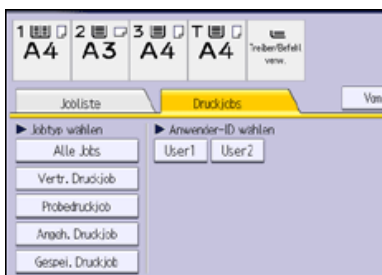 1 2 3 T
A4 A3 A4 A4 Treiber/Befehl
verw.
Jobliste Druckjobs
Jobtyp wählen Anwender-ID wählen
Alle Jobs User1 User2
Vertr. Druckjob
Probedruckjob
Angeh. Druckjob
Gespei. Druckjob